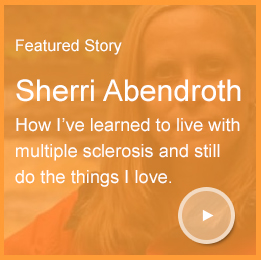 Featured Story
Sherri Abendroth
How I’ve learned to live with
multiple sclerosis and still
do the things I love.